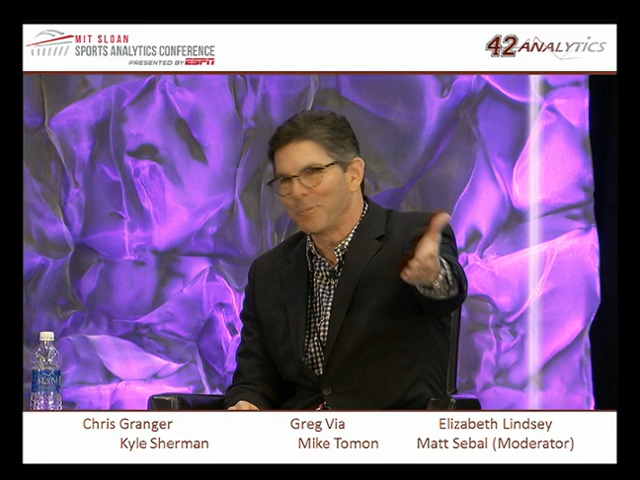 MIT SLOAN
SPORTS ANALYTICS CONFERENCE
PRESENTED BY ESPN
42 ANALYTICS
Chris Granger Greg Via Elizabeth Lindsey
Kyle Sherman Mike Tomon Matt Sebal (Moderator)